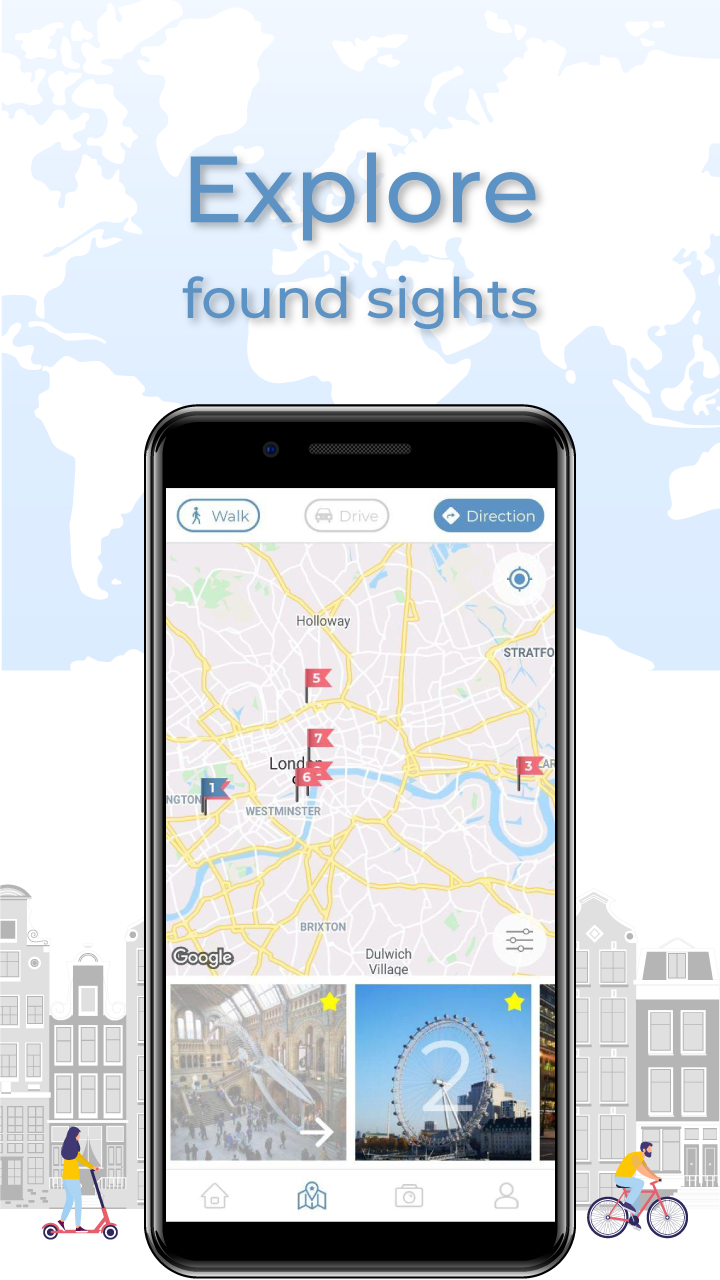 Explore
found sights
Walk
Drive
Direction
Holloway
STRATFO
5
7
London
6
3
LAR
1
NGTON
WESTMINSTER
BRIXTON
Dulwich
Village
Google
2